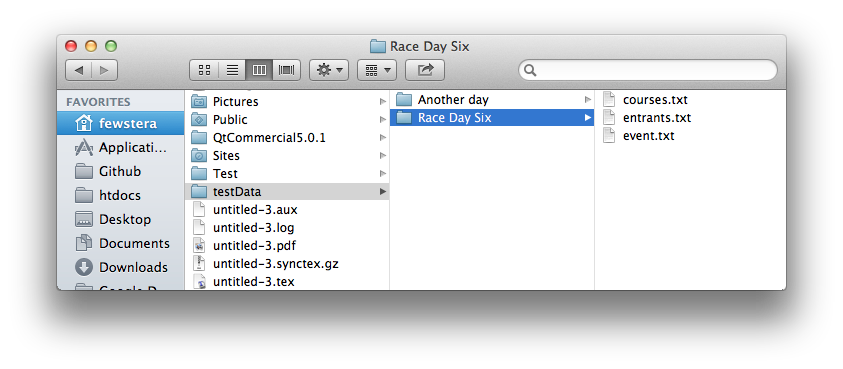 Race Day Six
FAVORITES
fewstera
Applicati...
Github
htdocs
Desktop
Documents
Downloads
Pictures
Public
QtCommercial5.0.1
Sites
Test
testData
untitled-3.aux
untitled-3.log
untitled-3.pdf
untitled-3.synctex.gz
untitled-3.tex
Another day
Race Day Six
courses.txt
entrants.txt
event.txt